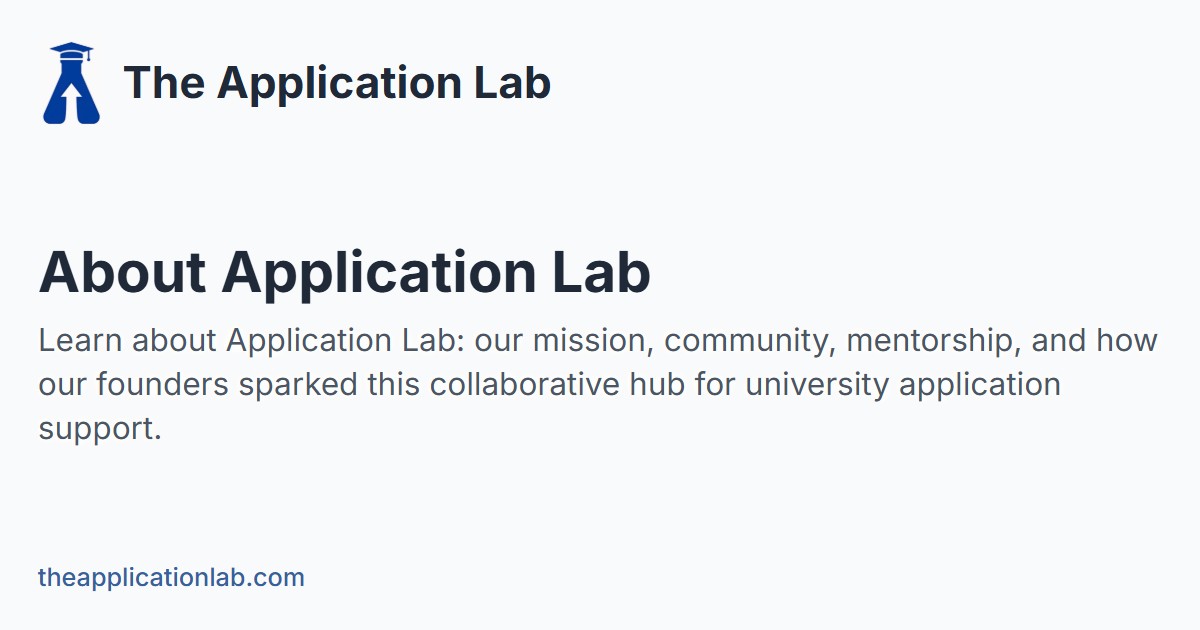 The Application Lab
About Application Lab
Learn about Application Lab: our mission, community, mentorship, and how
our founders sparked this collaborative hub for university application
support.
theapplicationlab.com